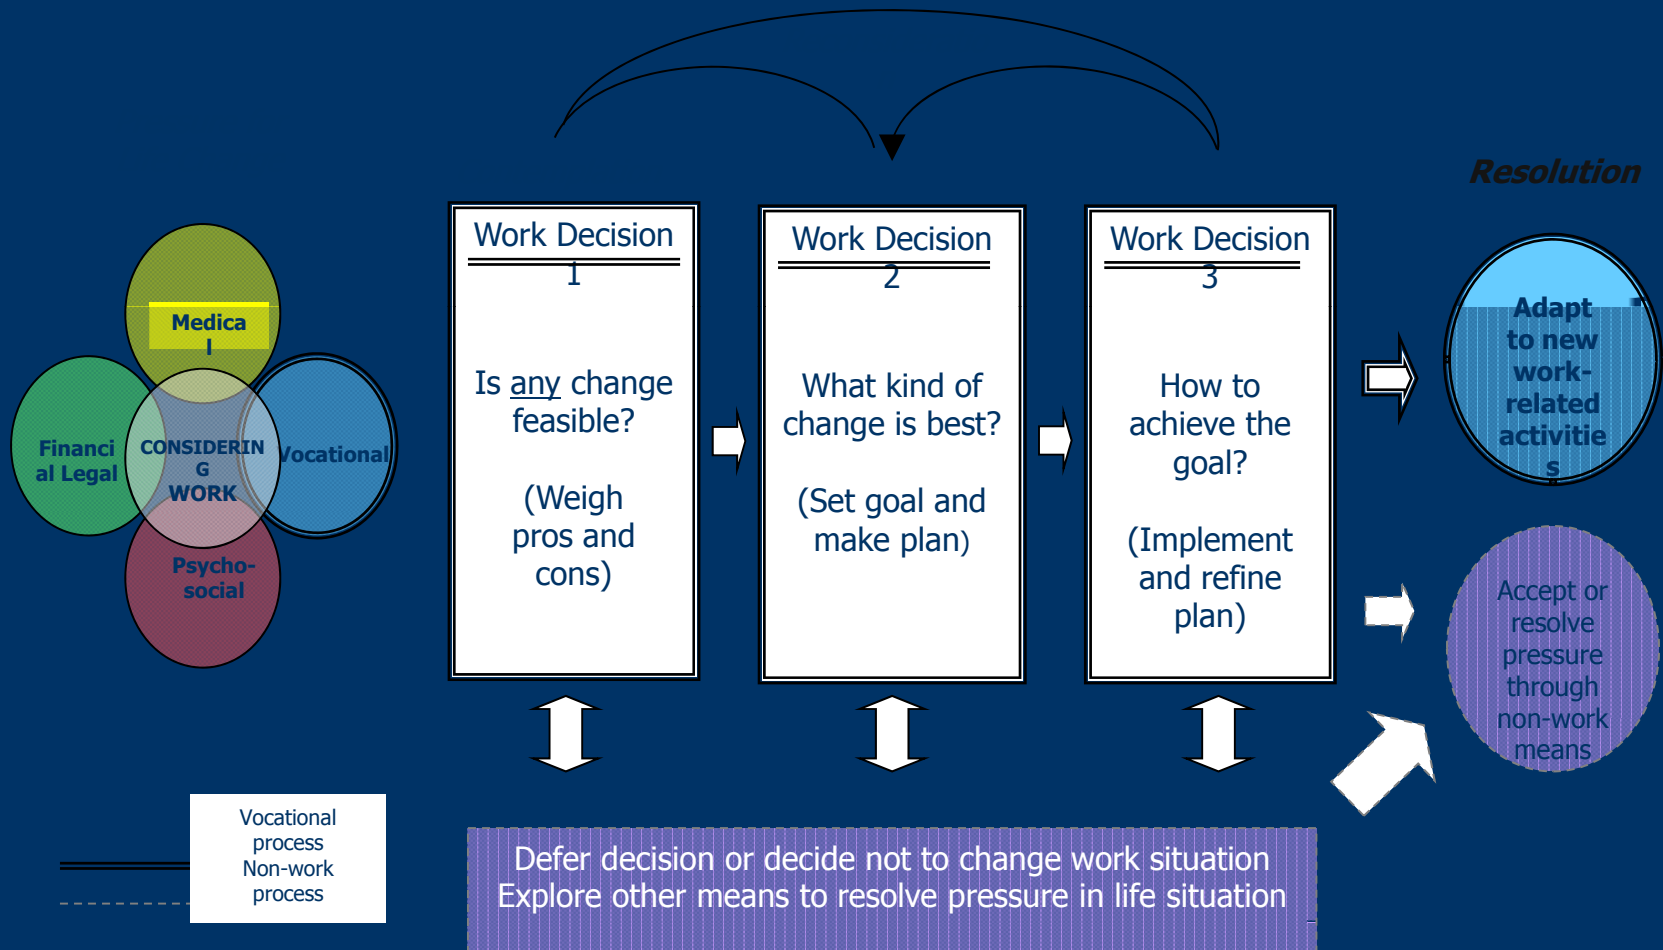 Resolution
Medica
l
Financi
al Legal
CONSIDERIN
G
WORK
Vocational
Psycho-
social
Work Decision
1
Is any change
feasible?
(Weigh
pros and
cons)
Work Decision
2
What kind of
change is best?
(Set goal and
make plan)
Work Decision
3
How to
achieve the
goal?
(Implement
and refine
plan)
Adapt
to new
work-
related
activitie
s
Accept or
resolve
pressure
through
non-work
means
Vocational
process
Non-work
process
Defer decision or decide not to change work situation
Explore other means to resolve pressure in life situation